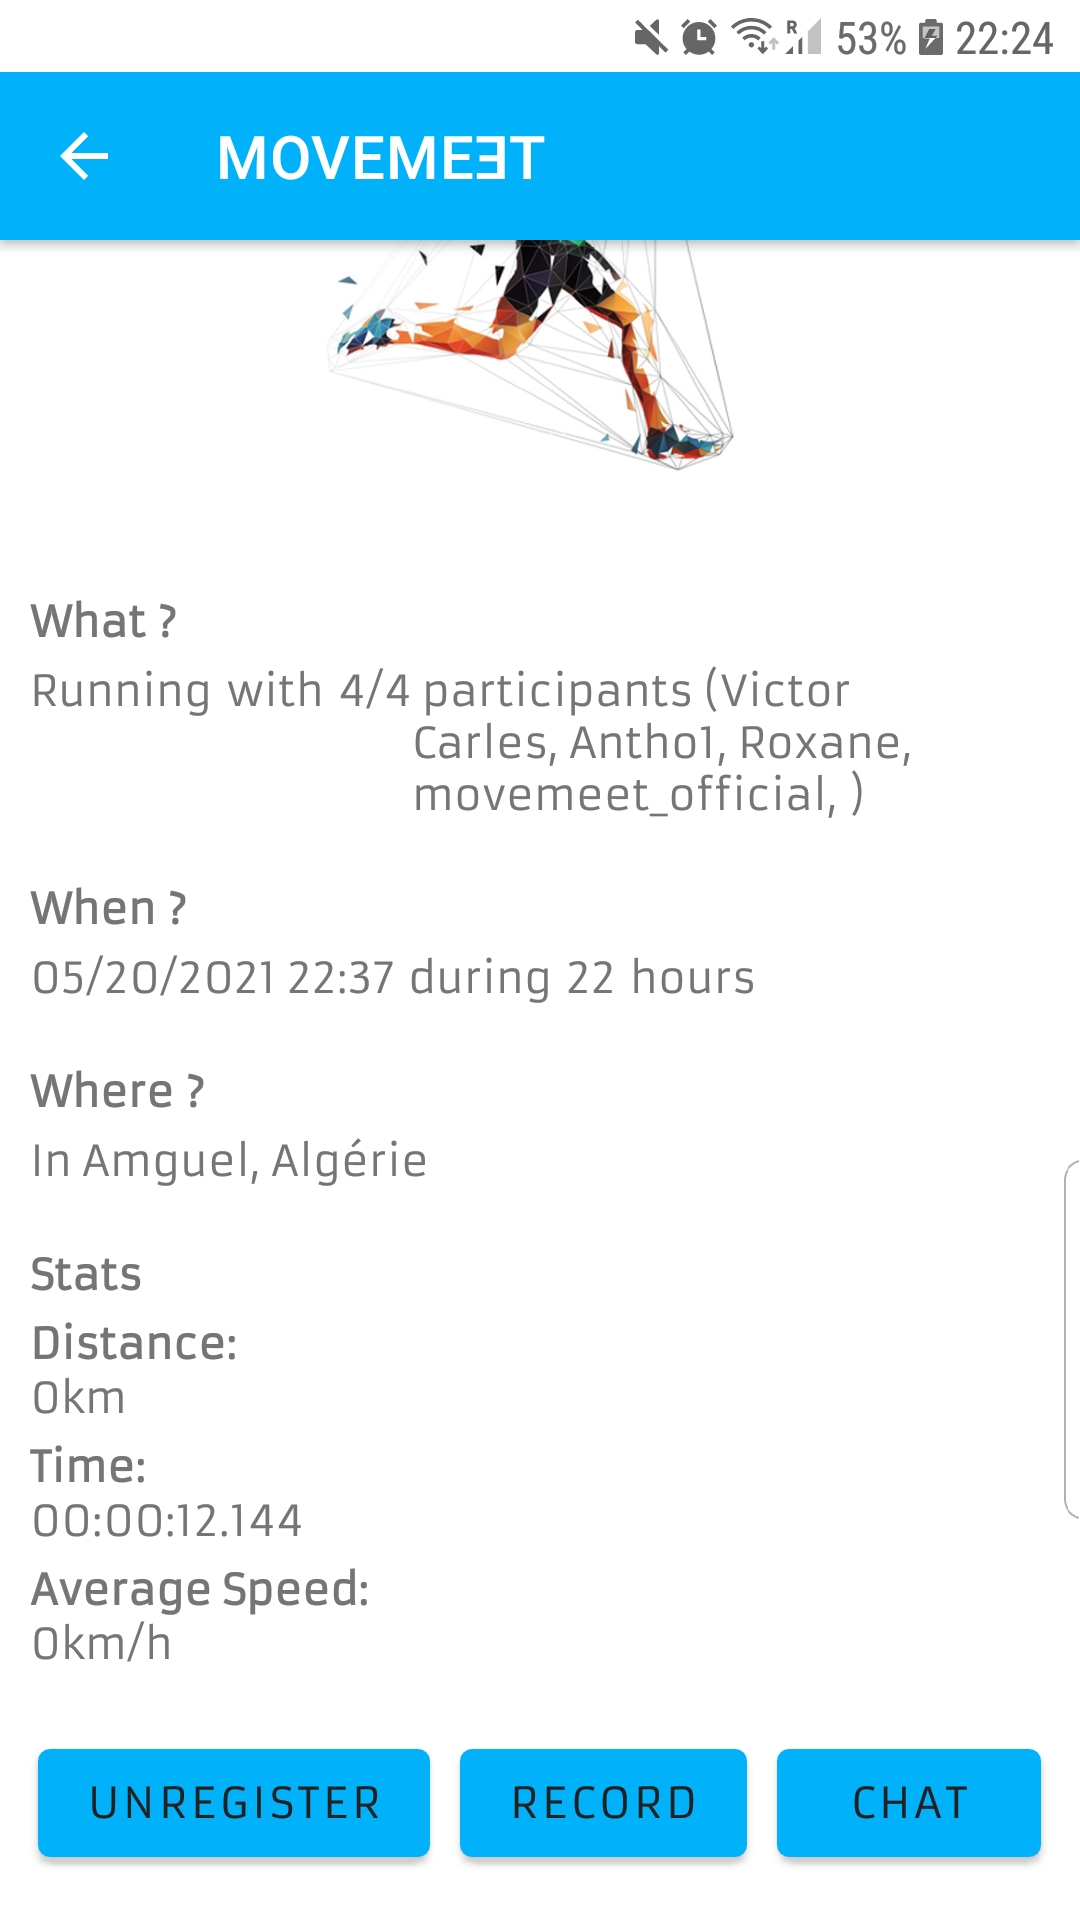 R 53% 22:24
MOVEMEƎT
What ?
Running with 4/4 participants (Victor
Carles, Antho1, Roxane,
movemeet_official, )
When ?
05/20/2021 22:37 during 22 hours
Where ?
In Amguel, Algérie
Stats
Distance:
0km
Time:
00:00:12.144
Average Speed:
0km/h
UNREGISTER RECORD CHAT